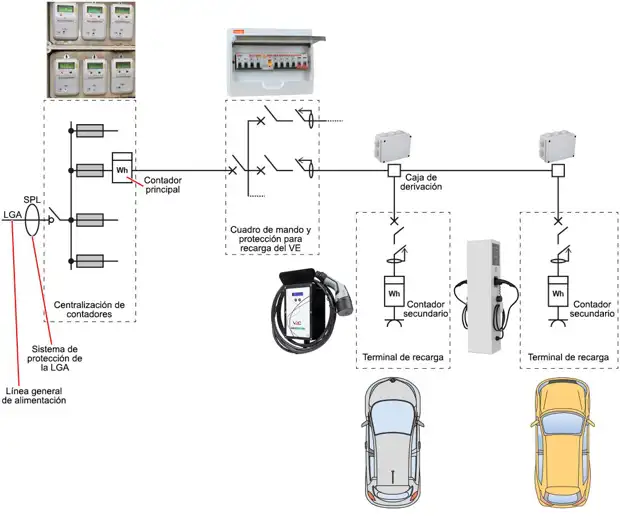 SPL
LGA
Wh
Contador
principal
Centralización de
contadores
Sistema de
protección de
la LGA
Línea general
de alimentación
Cuadro de mando y
protección para
recarga del VE
Caja de
derivación
Wh
Contador
secundario
Terminal de recarga
Wh
Contador
secundario
Terminal de recarga